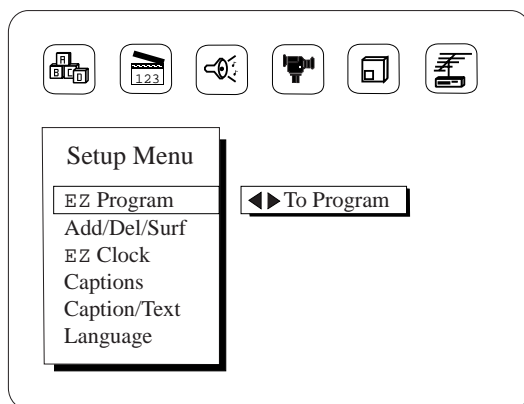 A
B C D
123
Setup Menu
EZ Program
◀▶ To Program
Add/Del/Surf
EZ Clock
Captions
Caption/Text
Language